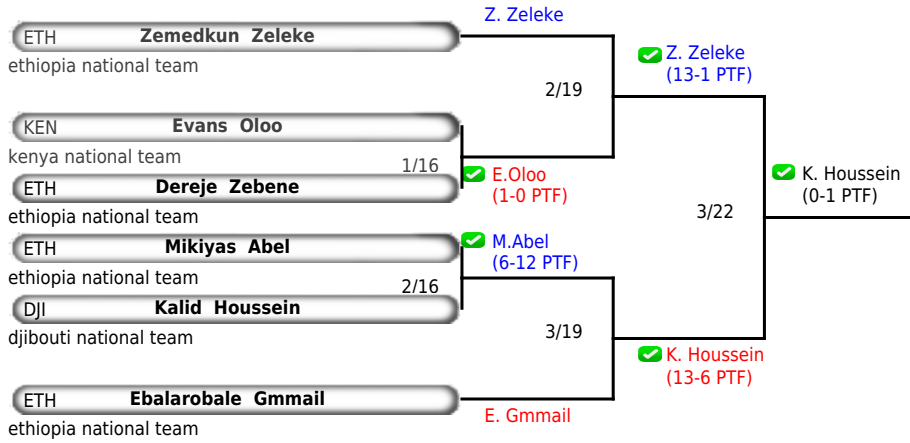 Z. Zeleke
ETH Zemedkun Zeleke
ethiopia national team
Z. Zeleke
(13-1 PTF)
2/19
KEN Evans Oloo
kenya national team
1/16
E.Oloo
(1-0 PTF)
ETH Dereje Zebene
ethiopia national team
K. Houssein
(0-1 PTF)
3/22
ETH Mikiyas Abel
ethiopia national team
M.Abel
(6-12 PTF)
2/16
DJI Kalid Houssein
djibouti national team
3/19
K. Houssein
(13-6 PTF)
ETH Ebalarobale Gmmail
ethiopia national team
E. Gmmail